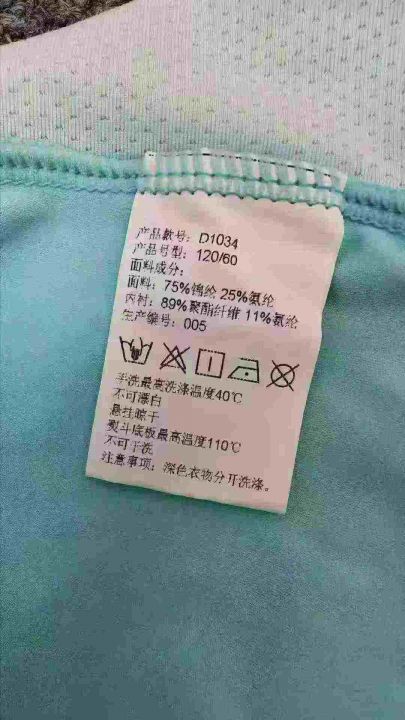 产品款号: D1034
产品号型: 120/60
面料成分:
面料: 75%锦纶 25%氨纶
内衬: 89%聚酯纤维 11%氨纶
生产编号: 005
手洗最高洗涤温度40℃
不可漂白
悬挂晾干
熨斗底板最高温度110℃
不可干洗
注意事项: 深色衣物分开洗涤。